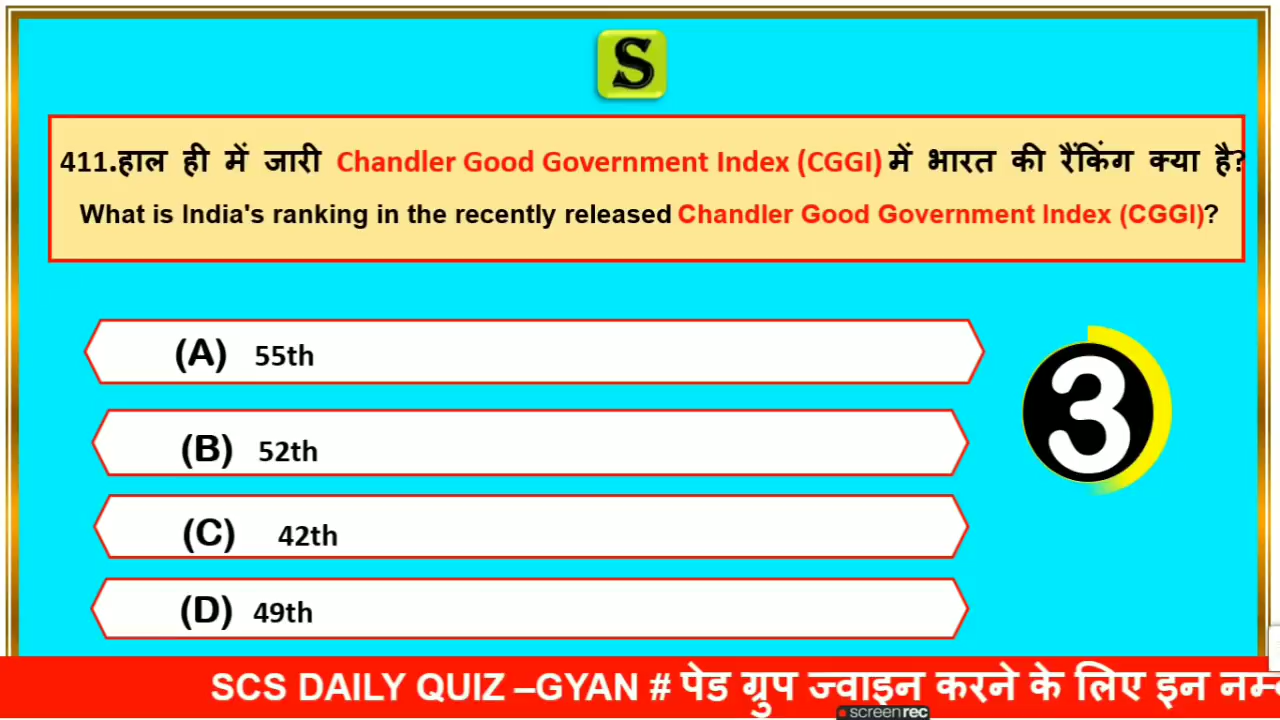 S
411.हाल ही में जारी Chandler Good Government Index (CGGI) में भारत की रैंकिंग क्या है?
What is India's ranking in the recently released Chandler Good Government Index (CGGI)?
(A) 55th
3
(B) 52th
(C) 42th
(D) 49th
SCS DAILY QUIZ –GYAN # पेड ग्रुप ज्वाइन करने के लिए इन
screenrec